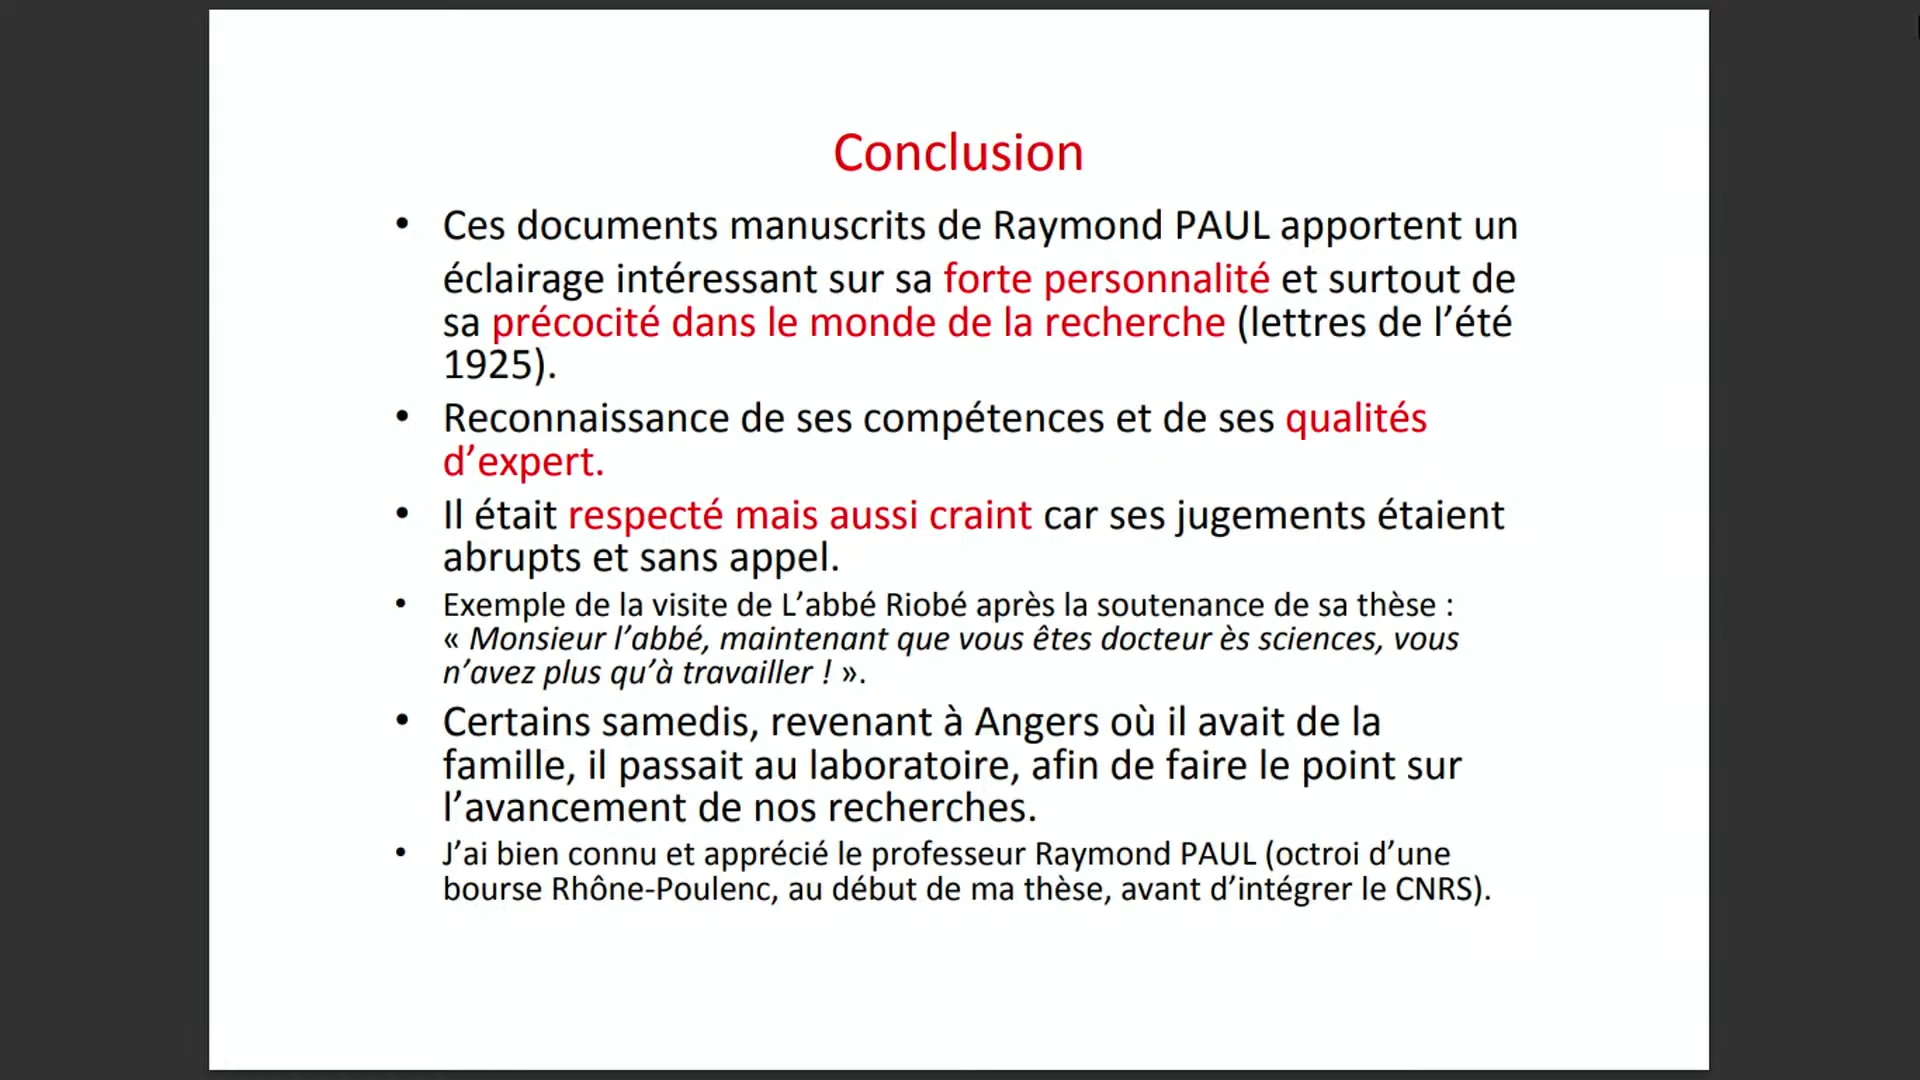 Conclusion
• Ces documents manuscrits de Raymond PAUL apportent un
éclairage intéressant sur sa forte personnalité et surtout de
sa précocité dans le monde de la recherche (lettres de l’été
1925).
• Reconnaissance de ses compétences et de ses qualités
d’expert.
• Il était respecté mais aussi craint car ses jugements étaient
abrupts et sans appel.
• Exemple de la visite de L’abbé Riobé après la soutenance de sa thèse :
« Monsieur l’abbé, maintenant que vous êtes docteur ès sciences, vous
n’avez plus qu’à travailler ! ».
• Certains samedis, revenant à Angers où il avait de la
famille, il passait au laboratoire, afin de faire le point sur
l’avancement de nos recherches.
• J’ai bien connu et apprécié le professeur Raymond PAUL (octroi d’une
bourse Rhône-Poulenc, au début de ma thèse, avant d’intégrer le CNRS).